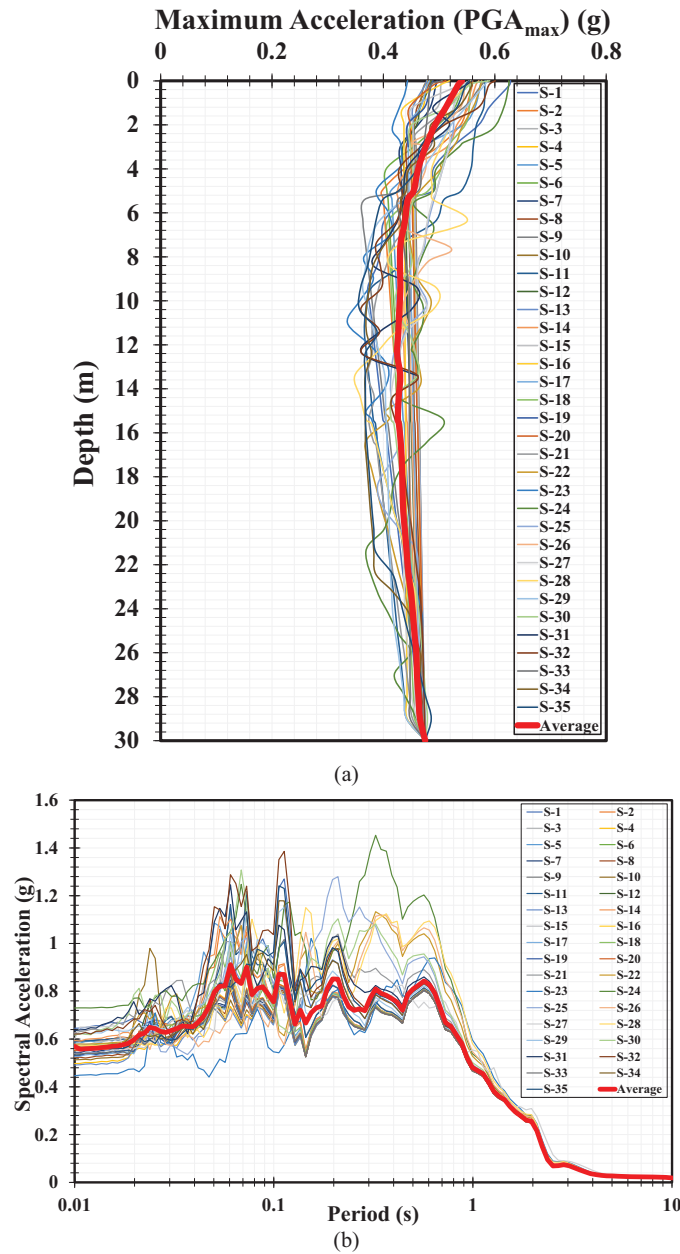 Maximum Acceleration (PGAmax) (g)
0 0.2 0.4 0.6 0.8
0
2
4
6
8
10
12
14
16
18
20
22
24
26
28
30
Depth (m)
S-1
S-2
S-3
S-4
S-5
S-6
S-7
S-8
S-9
S-10
S-11
S-12
S-13
S-14
S-15
S-16
S-17
S-18
S-19
S-20
S-21
S-22
S-23
S-24
S-25
S-26
S-27
S-28
S-29
S-30
S-31
S-32
S-33
S-34
S-35
Average
(a)
Spectral Acceleration (g)
1.6
1.4
1.2
1
0.8
0.6
0.4
0.2
0
S-1 S-2
S-3 S-4
S-5 S-6
S-7 S-8
S-9 S-10
S-11 S-12
S-13 S-14
S-15 S-16
S-17 S-18
S-19 S-20
S-21 S-22
S-23 S-24
S-25 S-26
S-27 S-28
S-29 S-30
S-31 S-32
S-33 S-34
S-35 Average
0.01 0.1 1 10
Period (s)
(b)